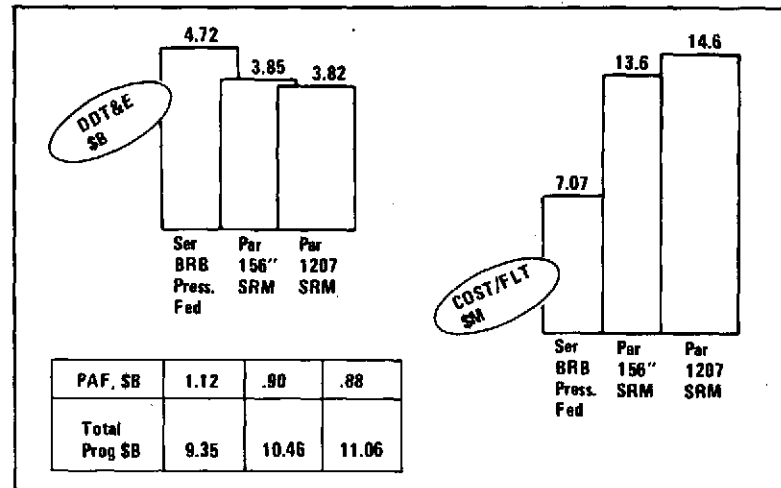 4.72
3.85
3.82
DDT&E
$B
Ser
BRB
Press.
Fed
Par
156"
SRM
Par
1207
SRM
14.6
13.6
7.07
COST/FLT
$M
Ser
BRB
Press.
Fed
Par
156"
SRM
Par
1207
SRM
PAF, $B 1.12 .90 .88
Total
Prog $B 9.35 10.46 11.06